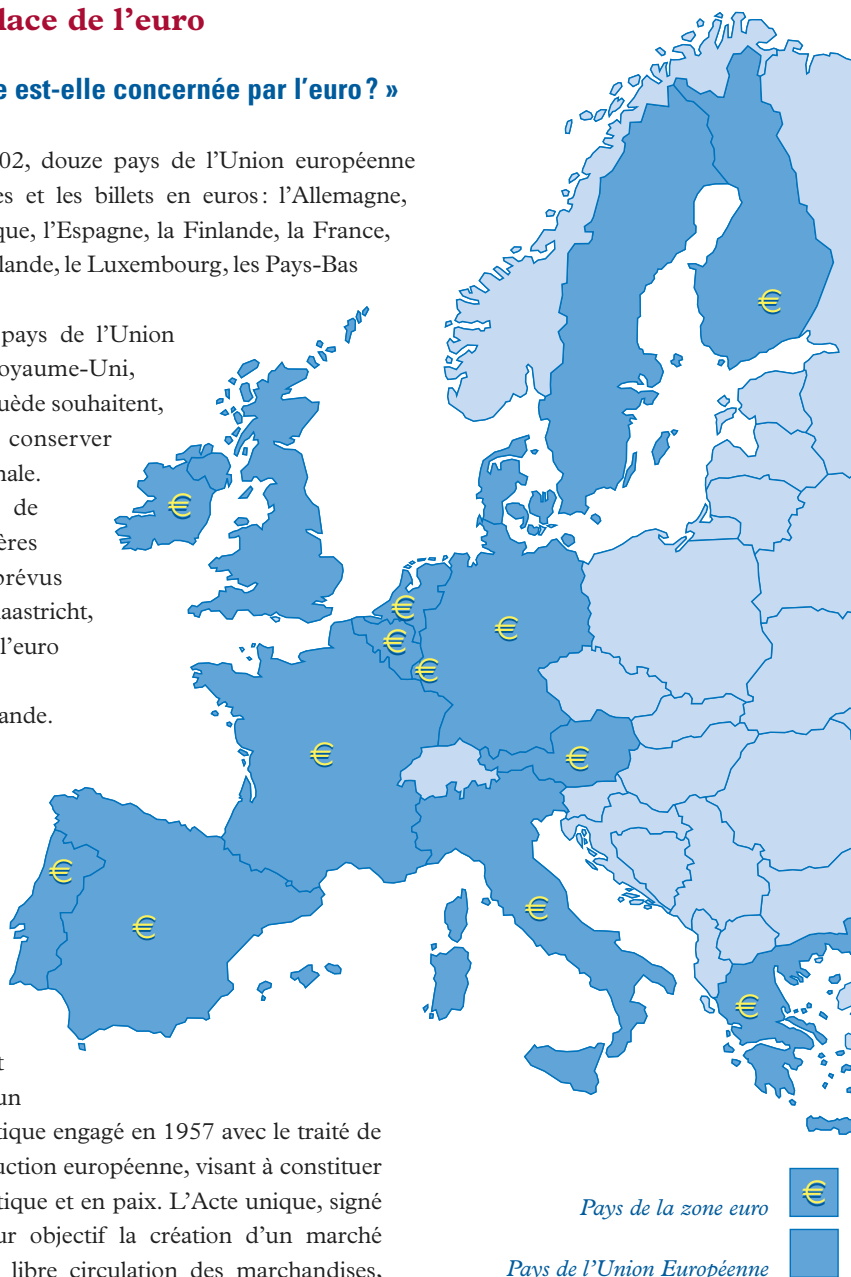 lace de l’euro
e est-elle concernée par l’euro ? »
02, douze pays de l’Union européenne
es et les billets en euros : l’Allemagne,
que, l’Espagne, la Finlande, la France,
lande, le Luxembourg, les Pays-Bas
pays de l’Union
oyaume-Uni,
uède souhaitent,
conserver
nale.
de
ères
prévus
aastricht,
l’euro
ande.
t
un
tique engagé en 1957 avec le traité de
uction européenne, visant à constituer
tique et en paix. L’Acte unique, signé
ur objectif la création d’un marché
libre circulation des marchandises,
€
€
€
€
€
€
€
€
€
€
€
€
Pays de la zone euro €
Pays de l’Union Européenne